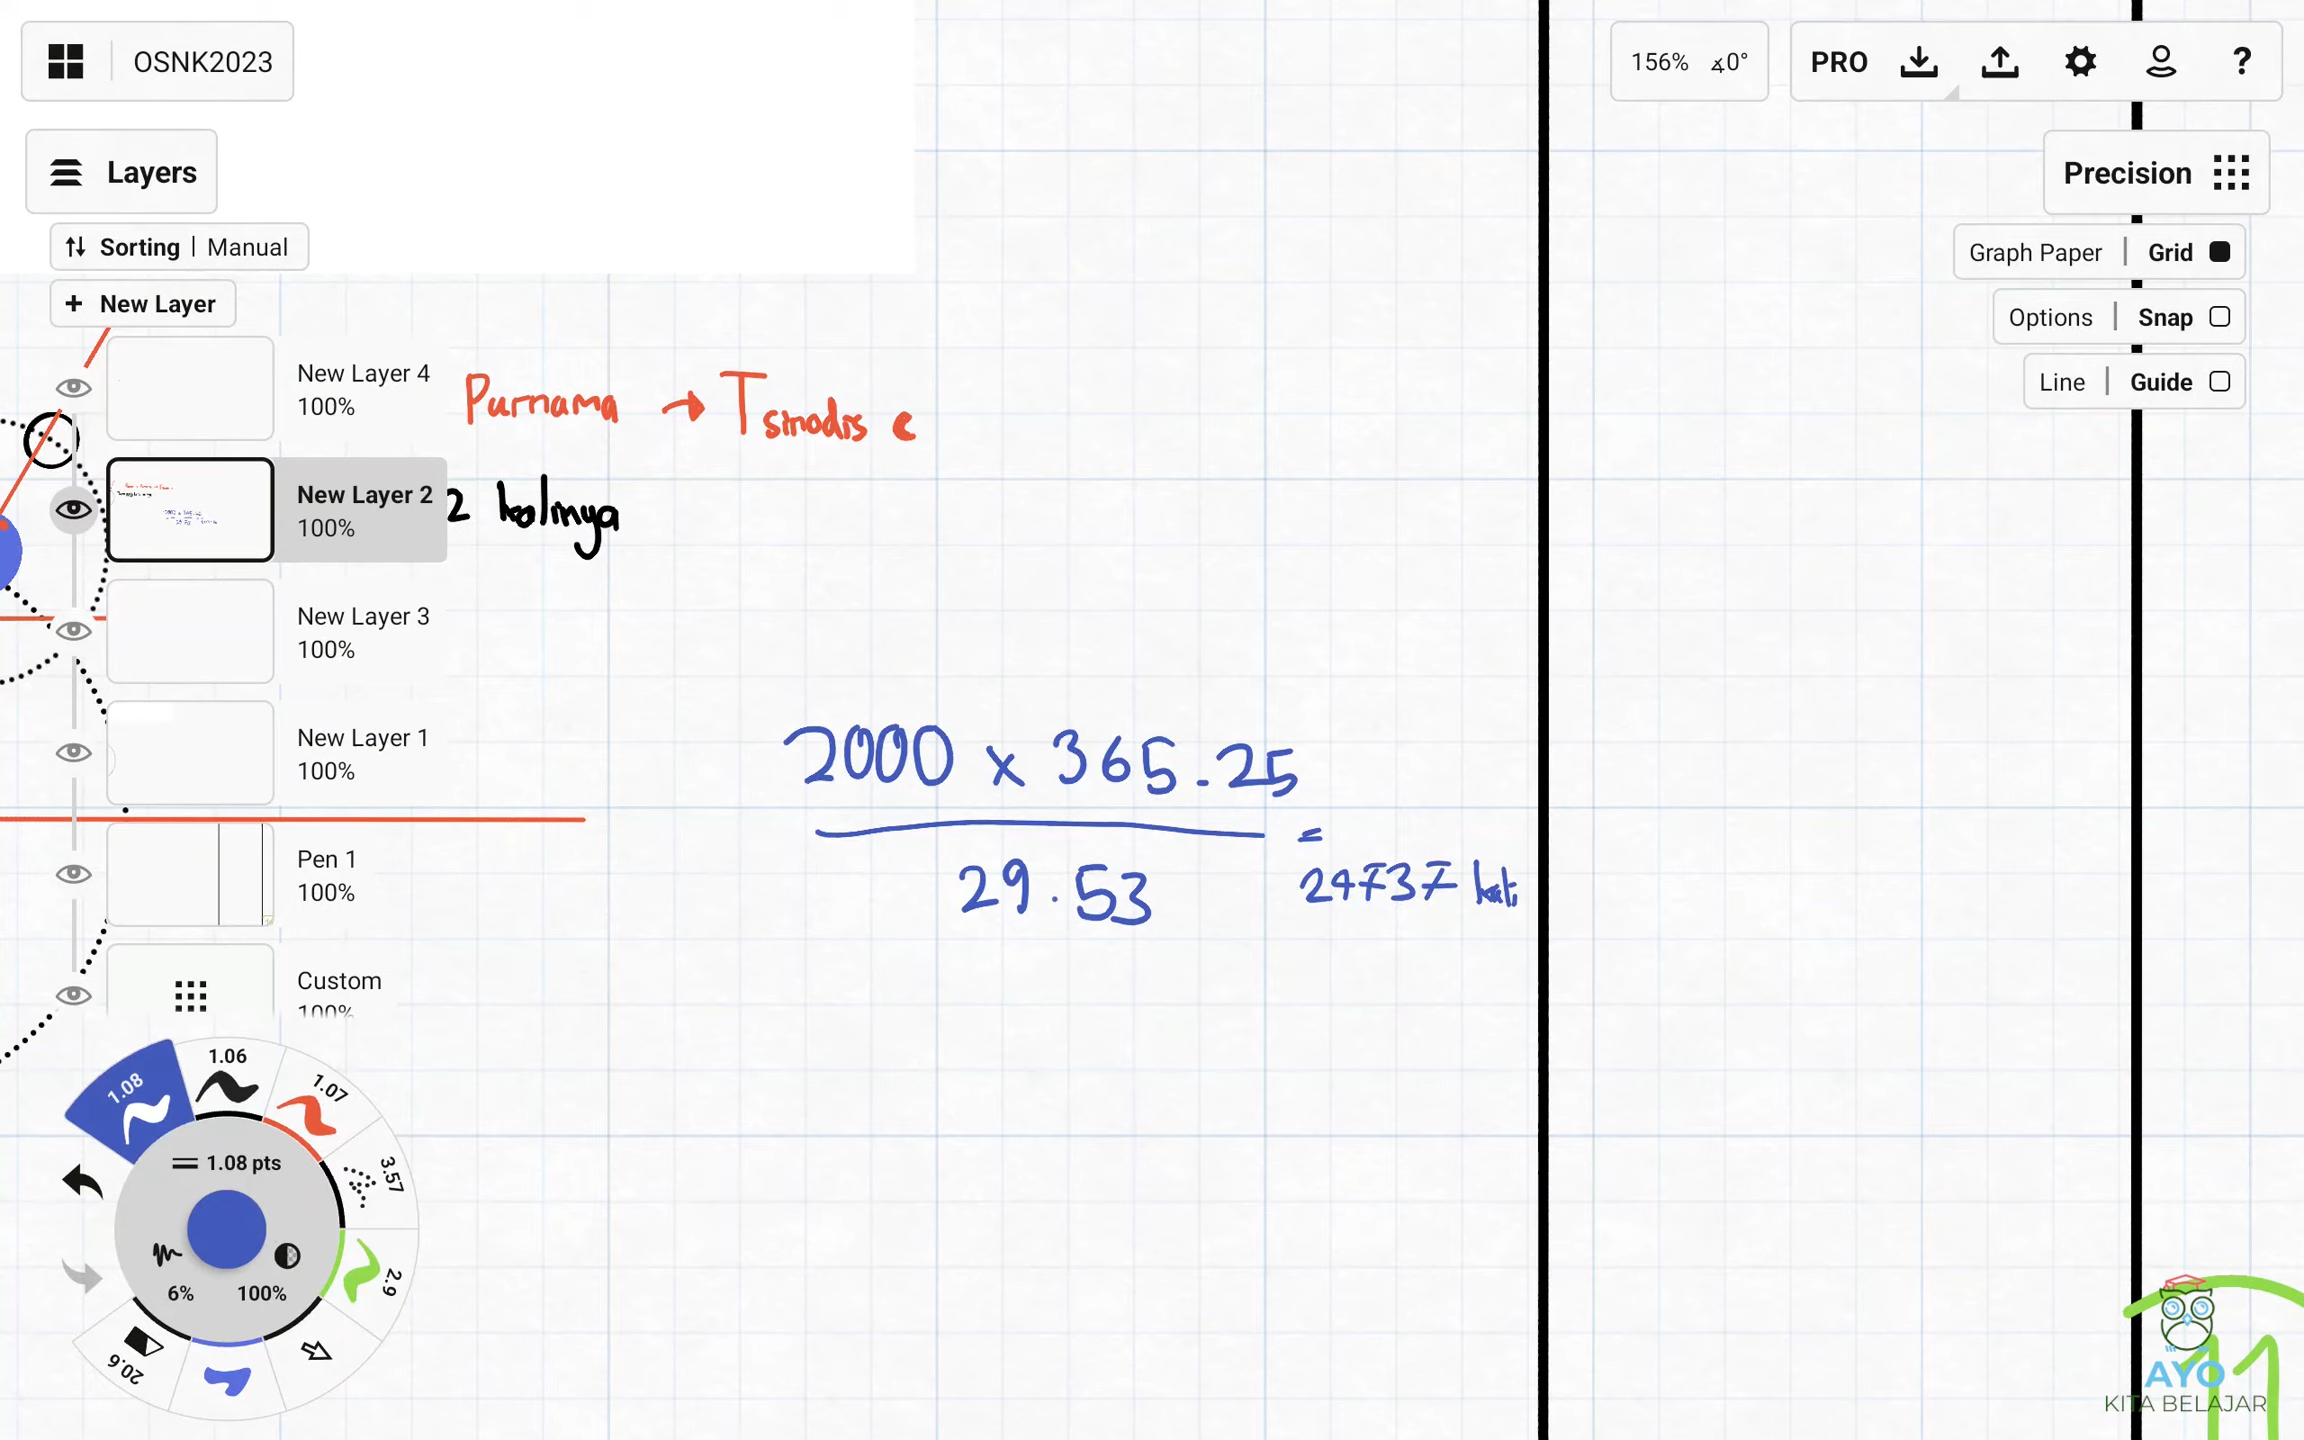 OSNK2023
156% ∡0°
PRO
?
Layers
Precision
Sorting | Manual
Graph Paper | Grid
+ New Layer
Options | Snap
Line | Guide
New Layer 4
100%
Purnama → T sinodis
New Layer 2
100%
2 kalinya
New Layer 3
100%
New Layer 1
100%
2000 x 365.25
=
29.53
24737 kali
Pen 1
100%
Custom
100%
1.08
1.06
1.07
3.57
2.9
20.6
1.08 pts
6%
100%
11
AYO
KITA BELAJAR